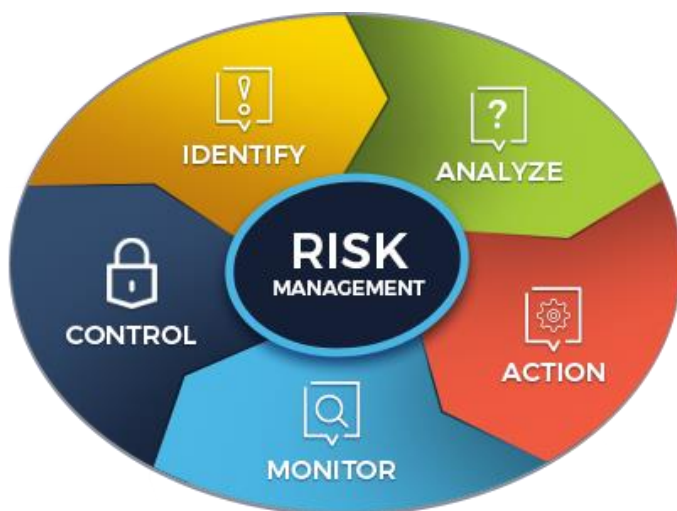 IDENTIFY
ANALYZE
RISK
MANAGEMENT
CONTROL
ACTION
MONITOR